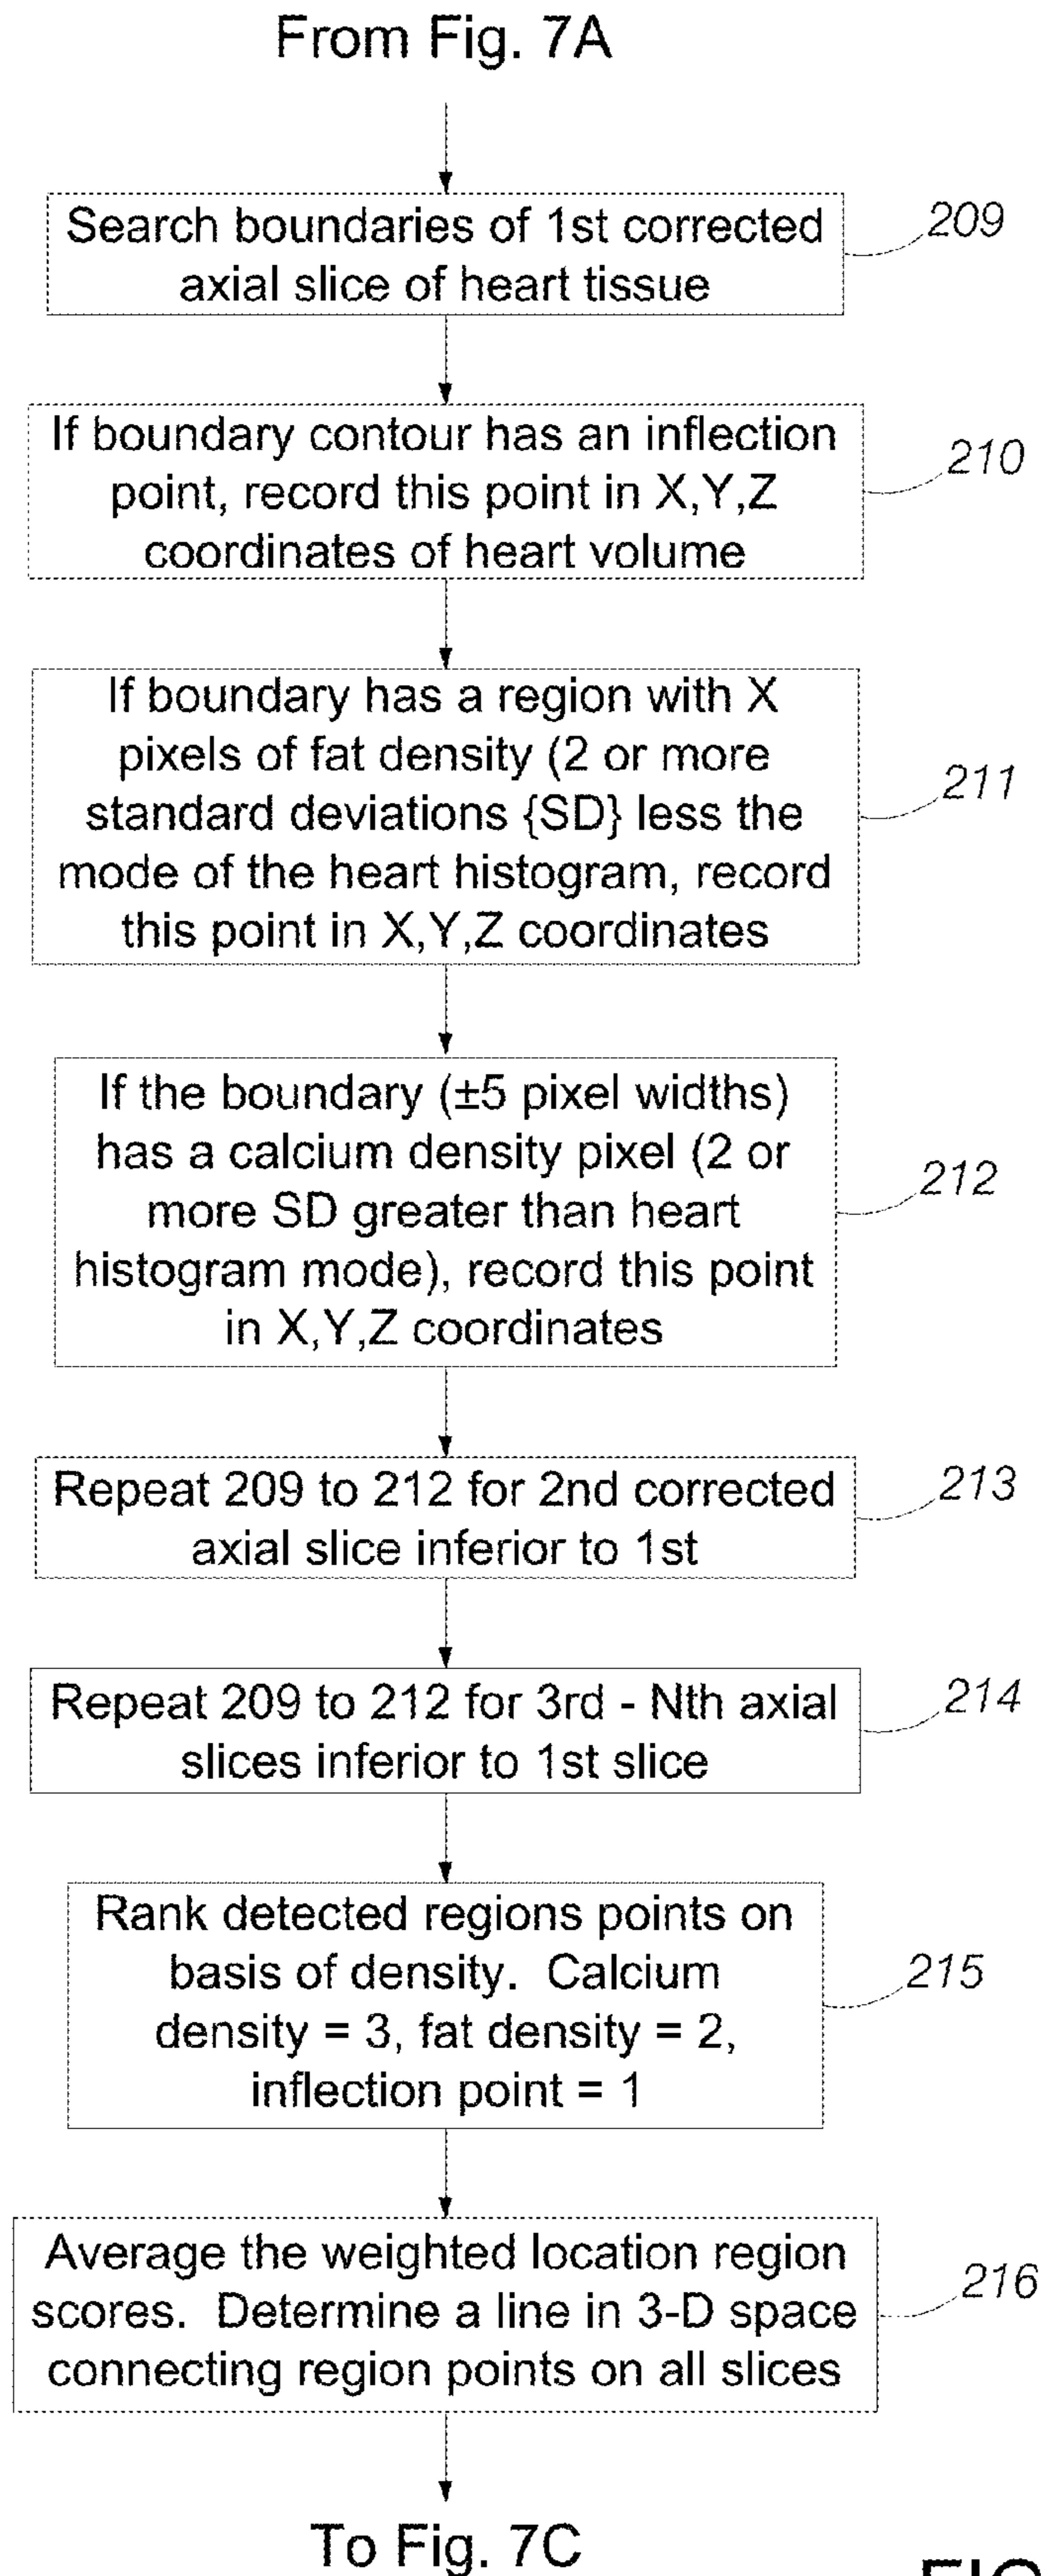 From Fig. 7A
Search boundaries of 1st corrected
axial slice of heart tissue
209
If boundary contour has an inflection
point, record this point in X,Y,Z
coordinates of heart volume
210
If boundary has a region with X
pixels of fat density (2 or more
standard deviations {SD} less the
mode of the heart histogram, record
this point in X,Y,Z coordinates
211
If the boundary (±5 pixel widths)
has a calcium density pixel (2 or
more SD greater than heart
histogram mode), record this point
in X,Y,Z coordinates
212
Repeat 209 to 212 for 2nd corrected
axial slice inferior to 1st
213
Repeat 209 to 212 for 3rd - Nth axial
slices inferior to 1st slice
214
Rank detected regions points on
basis of density. Calcium
density = 3, fat density = 2,
inflection point = 1
215
Average the weighted location region
scores. Determine a line in 3-D space
connecting region points on all slices
216
To Fig. 7C